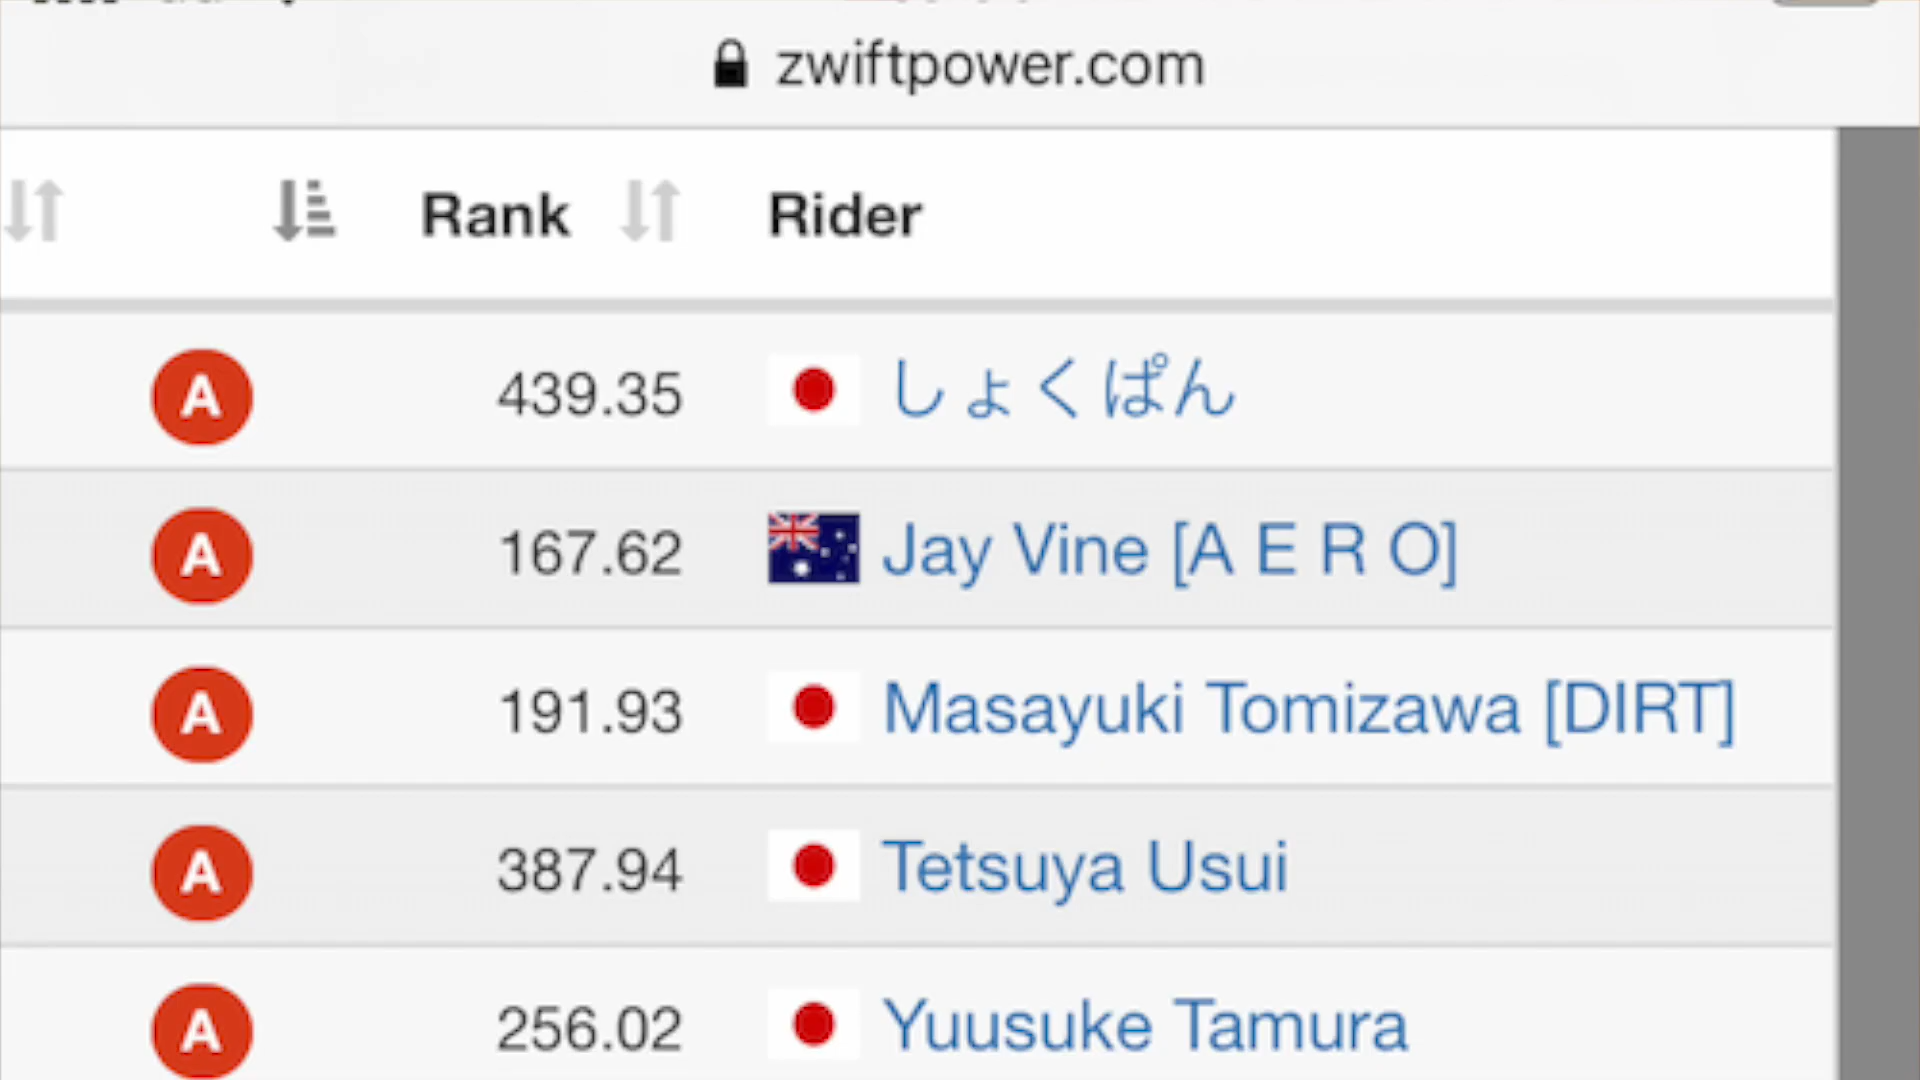 zwiftpower.com
Rank Rider
A 439.35 しょくぱん
A 167.62 Jay Vine [A E R O]
A 191.93 Masayuki Tomizawa [DIRT]
A 387.94 Tetsuya Usui
A 256.02 Yuusuke Tamura